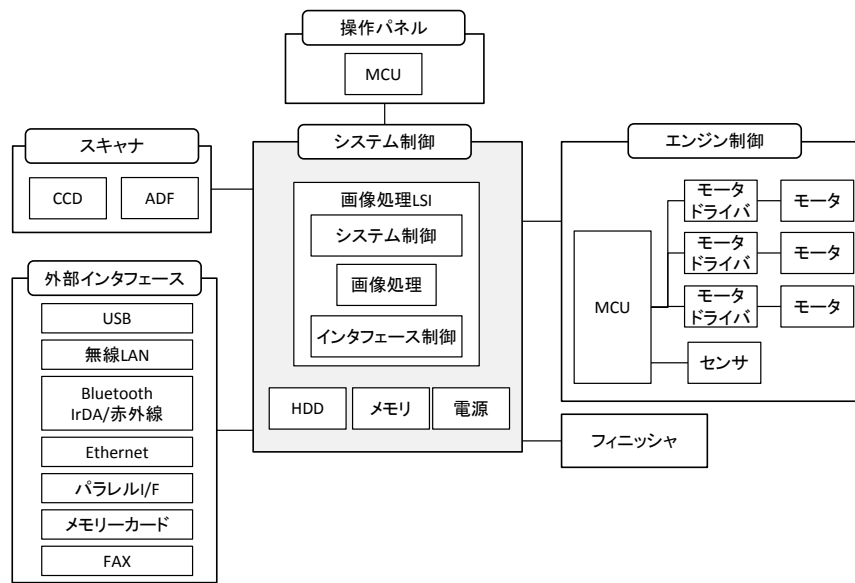 操作パネル
MCU
スキャナ
CCD
ADF
システム制御
画像処理LSI
システム制御
画像処理
インタフェース制御
HDD
メモリ
電源
エンジン制御
MCU
モータ
ドライバ
モータ
モータ
ドライバ
モータ
モータ
ドライバ
モータ
センサ
外部インタフェース
USB
無線LAN
Bluetooth
IrDA/赤外線
Ethernet
パラレルI/F
メモリーカード
FAX
フィニッシャ